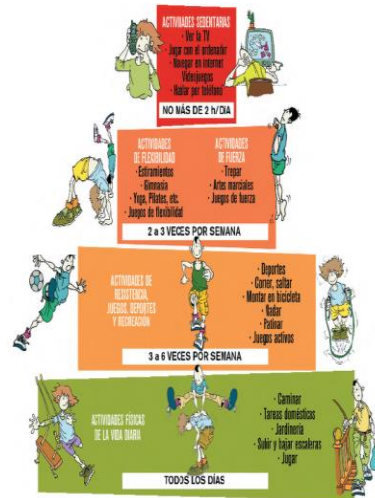 ACTIVIDADES SEDENTARIAS
· Ver la TV
· Jugar con el ordenador
· Navegar en internet
Videojuegos
· Hablar por teléfono
NO MÁS DE 2 h/DÍA
ACTIVIDADES
DE FLEXIBILIDAD
· Estiramientos
· Gimnasia
· Yoga, Pilates, etc.
· Juegos de flexibilidad
ACTIVIDADES
DE FUERZA
· Trepar
· Artes marciales
· Juegos de fuerza
2 a 3 VECES POR SEMANA
ACTIVIDADES DE
RESISTENCIA,
JUEGOS, DEPORTES
Y RECREACIÓN
· Deportes
· Correr, saltar
· Montar en bicicleta
· Nadar
· Patinar
· Juegos activos
3 a 6 VECES POR SEMANA
ACTIVIDADES FÍSICAS
DE LA VIDA DIARIA
· Caminar
· Tareas domésticas
· Jardinería
· Subir y bajar escaleras
· Jugar
TODOS LOS DÍAS